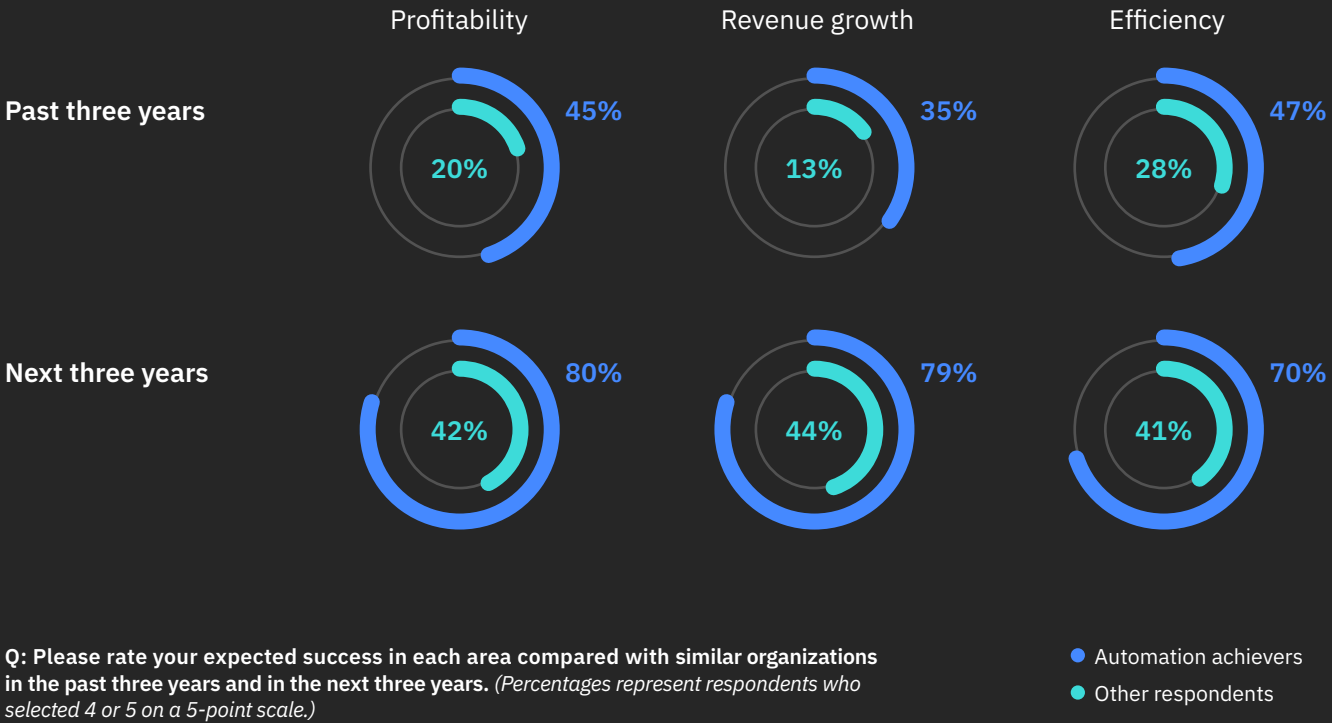 Profitability Revenue growth Efficiency
Past three years
45% 35% 47%
20% 13% 28%
Next three years
80% 79% 70%
42% 44% 41%
Q: Please rate your expected success in each area compared with similar organizations
in the past three years and in the next three years. (Percentages represent respondents who
selected 4 or 5 on a 5-point scale.)
Automation achievers
Other respondents